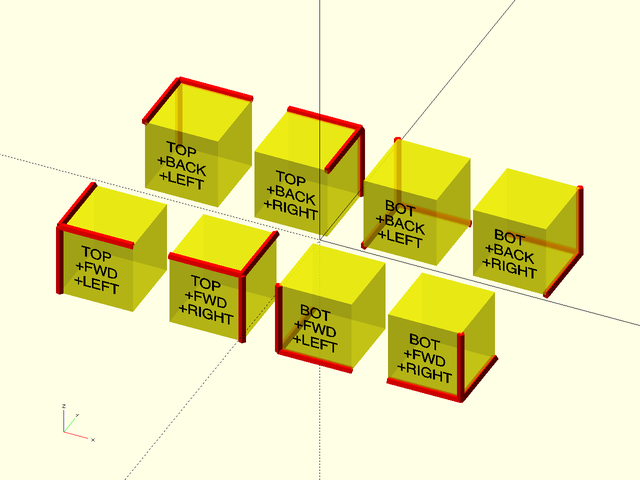 TOP
+BACK
+LEFT
TOP
+BACK
+RIGHT
BOT
+BACK
+LEFT
BOT
+BACK
+RIGHT
TOP
+FWD
+LEFT
TOP
+FWD
+RIGHT
BOT
+FWD
+LEFT
BOT
+FWD
+RIGHT
z
y
x